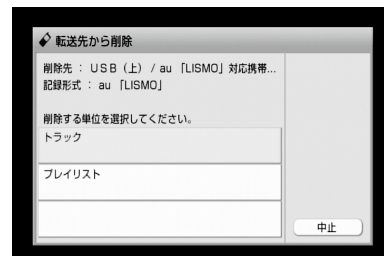 転送先から削除
削除先 : USB（上）/ au 「LISMO」対応携帯...
記録形式 : au 「LISMO」
削除する単位を選択してください。
トラック
プレイリスト
中止